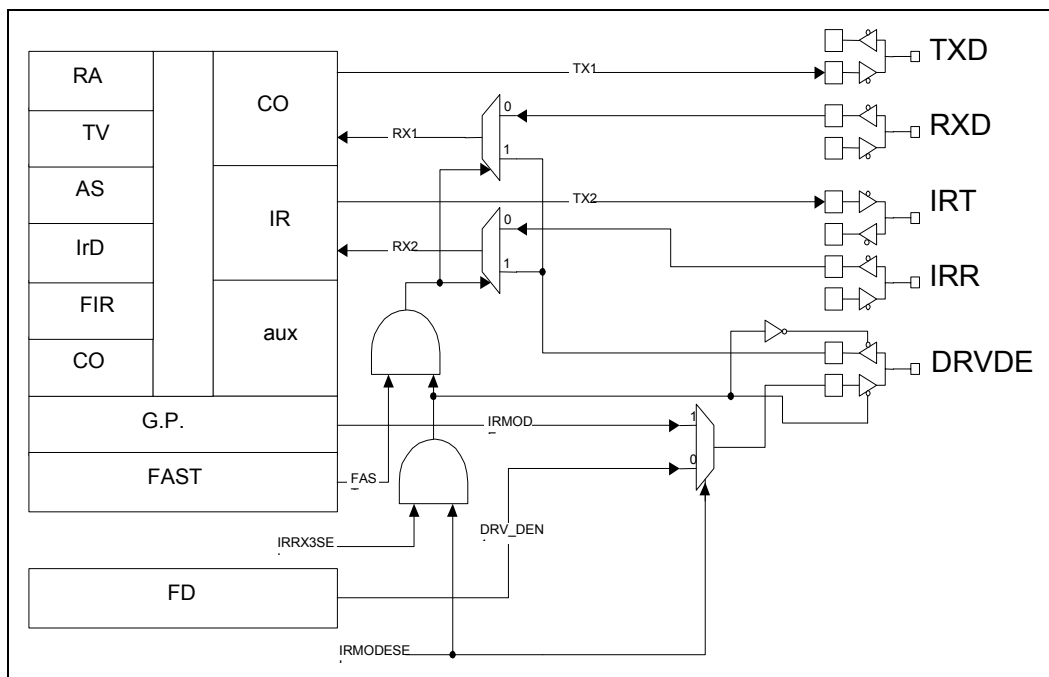 RA
TV
AS
IrD
FIR
CO
CO
IR
aux
G.P.
FAST
FD
TX1
RX1
TX2
RX2
0
1
0
1
IRMOD
1
0
FAS
DRV_DEN
IRRX3SE
IRMODESE
TXD
RXD
IRT
IRR
DRVDE